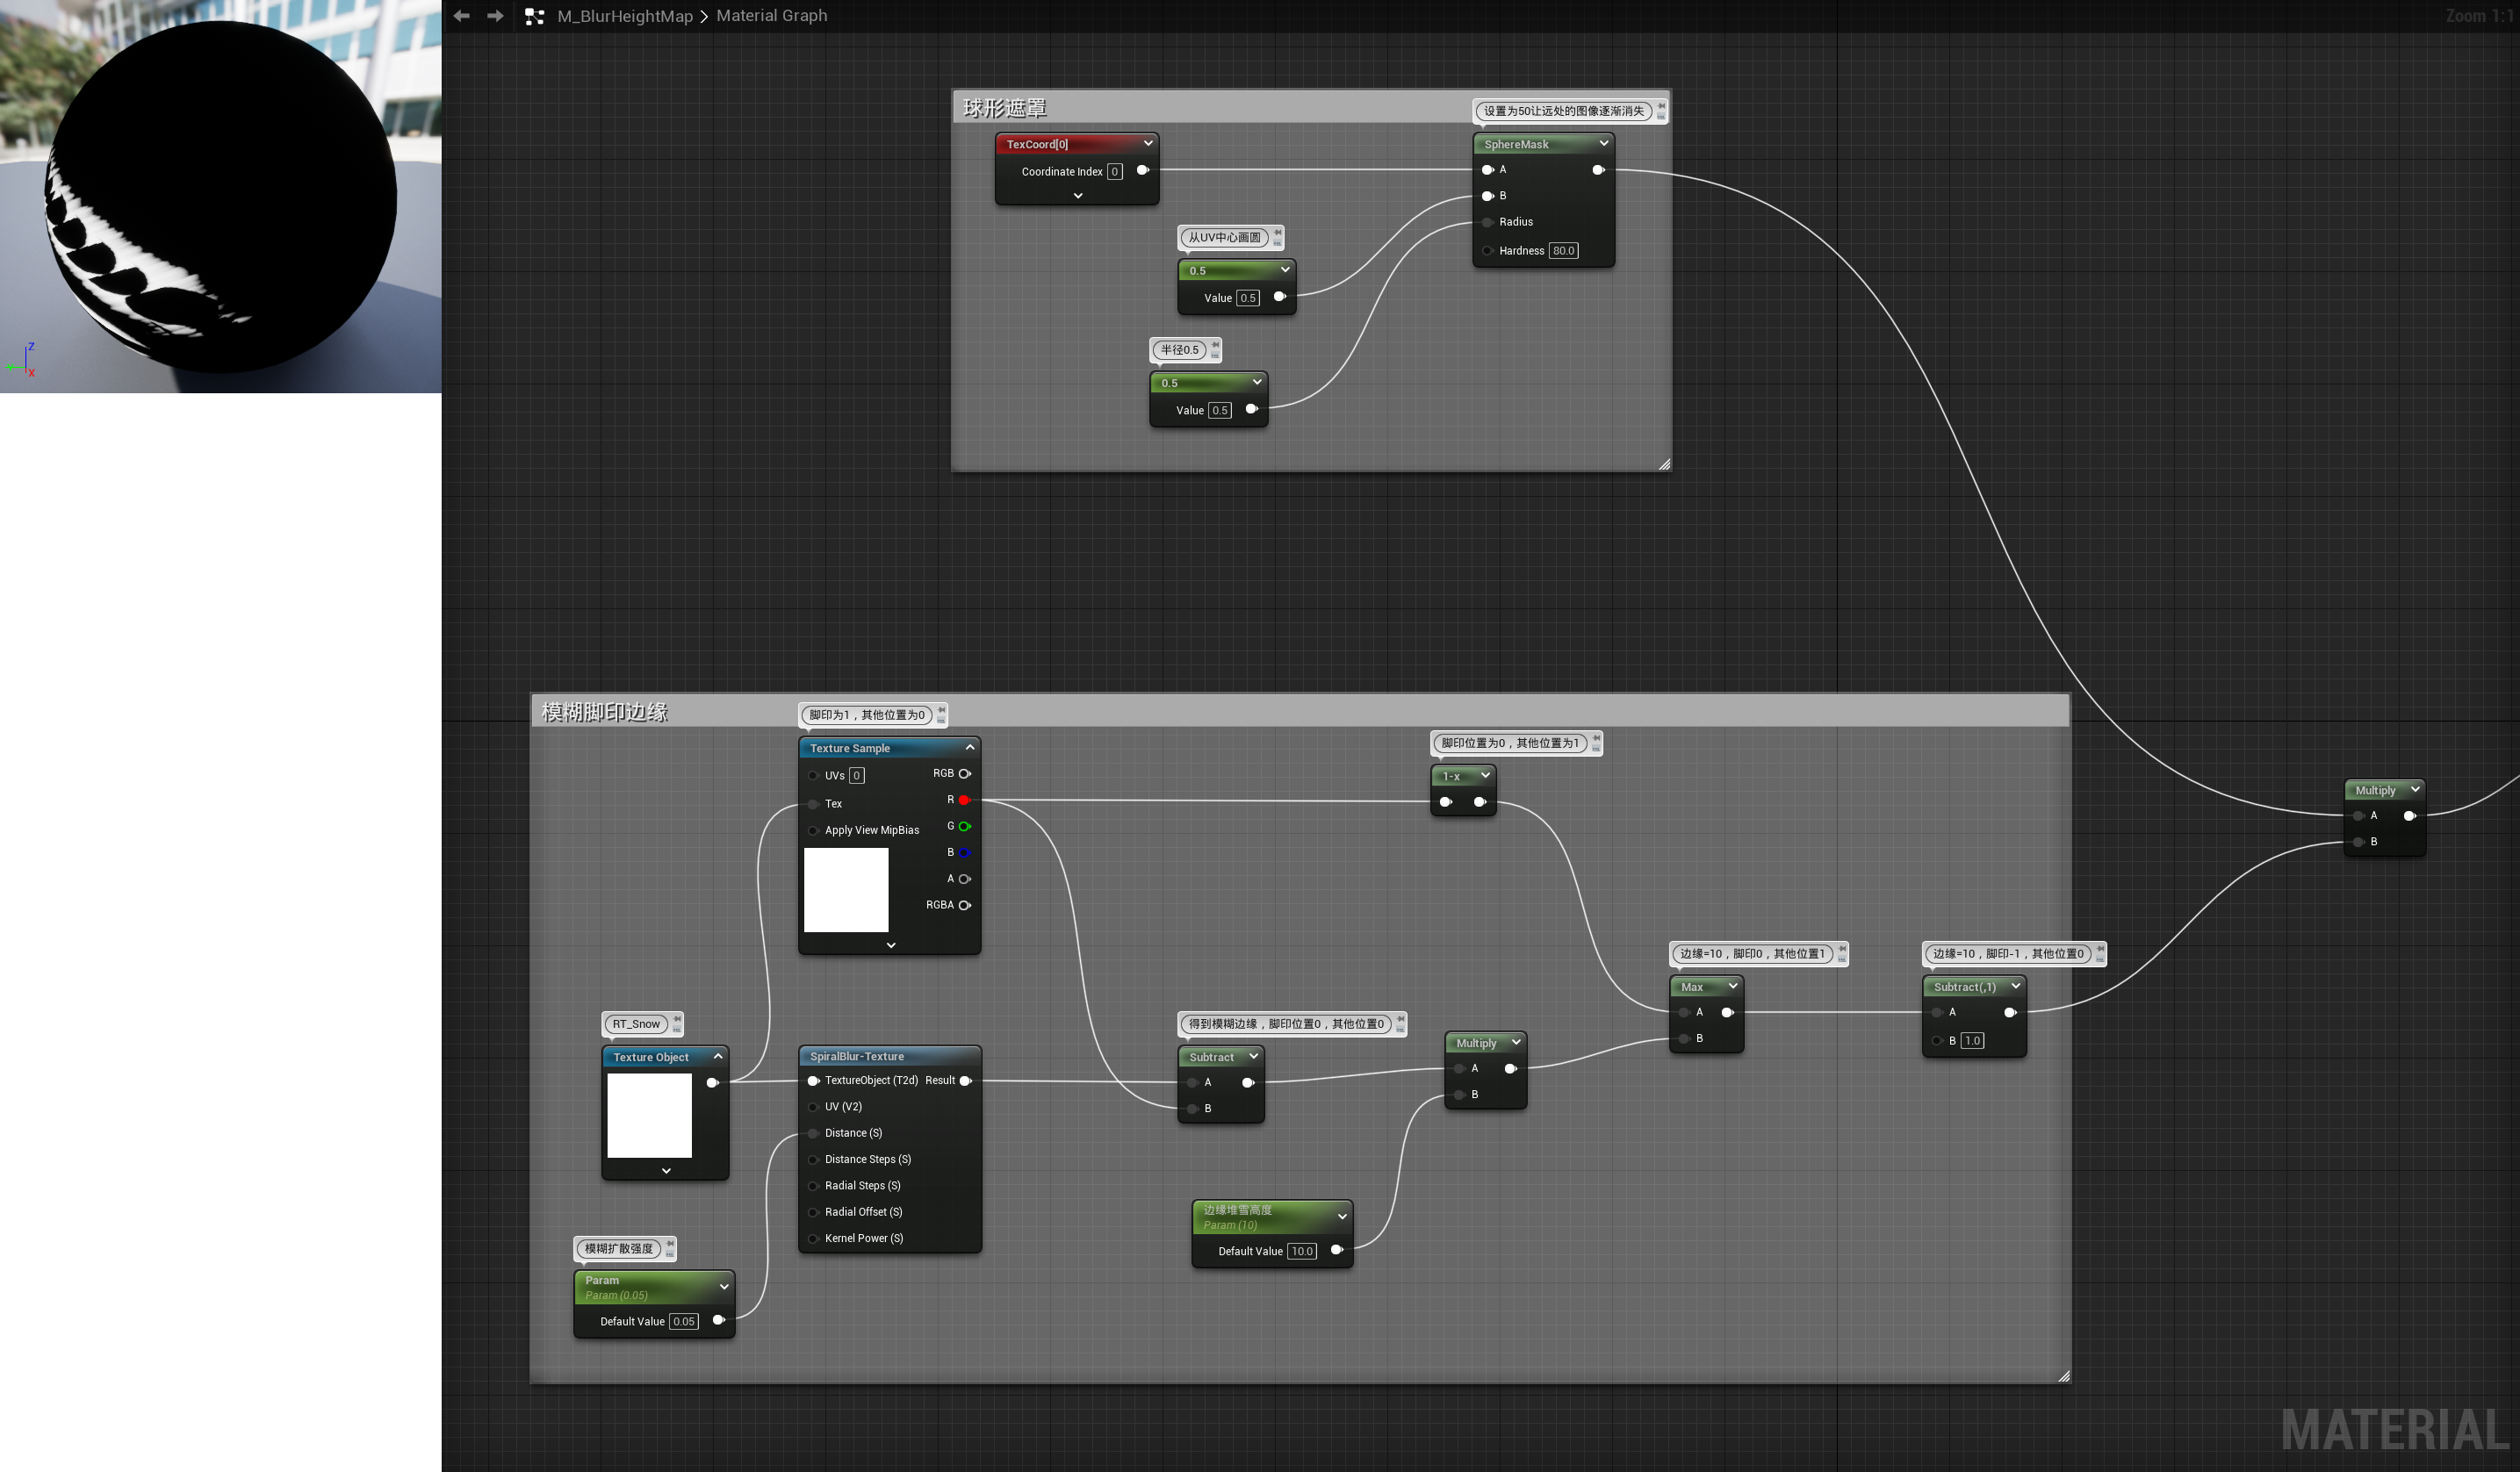 M_BlurHeightMap > Material Graph
Zoom 1:1
球形遮罩
设置为50让远处的图像逐渐消失
TexCoord[0]
Coordinate Index 0
SphereMask
A
B
Radius
Hardness 80.0
从UV中心画圆
0.5
Value 0.5
半径0.5
0.5
Value 0.5
Z
Y
X
模糊脚印边缘
脚印为1，其他位置为0
Texture Sample
UVs 0
RGB
R
Tex
G
Apply View MipBias
B
A
RGBA
脚印位置为0，其他位置为1
1-x
Multiply
A
B
RT_Snow
Texture Object
SpiralBlur-Texture
TextureObject (T2d) Result
UV (V2)
Distance (S)
Distance Steps (S)
Radial Steps (S)
Radial Offset (S)
Kernel Power (S)
得到模糊边缘，脚印位置0，其他位置0
Subtract
A
B
Multiply
A
B
边缘=10，脚印0，其他位置1
Max
A
B
边缘=10，脚印-1，其他位置0
Subtract(,1)
A
B 1.0
边缘堆雪高度
Param (10)
Default Value 10.0
模糊扩散强度
Param
Param (0.05)
Default Value 0.05
MATERIAL